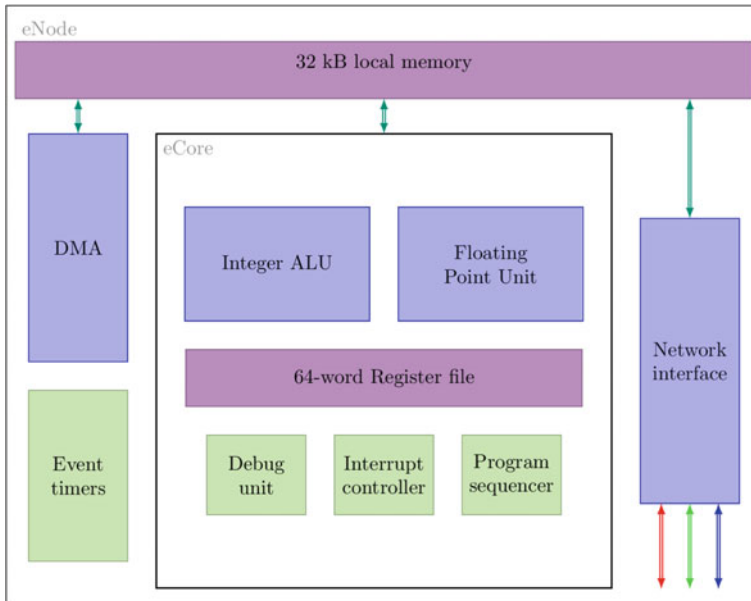 eNode
32 kB local memory
eCore
DMA
Integer ALU
Floating
Point Unit
Network
interface
64-word Register file
Event
timers
Debug
unit
Interrupt
controller
Program
sequencer